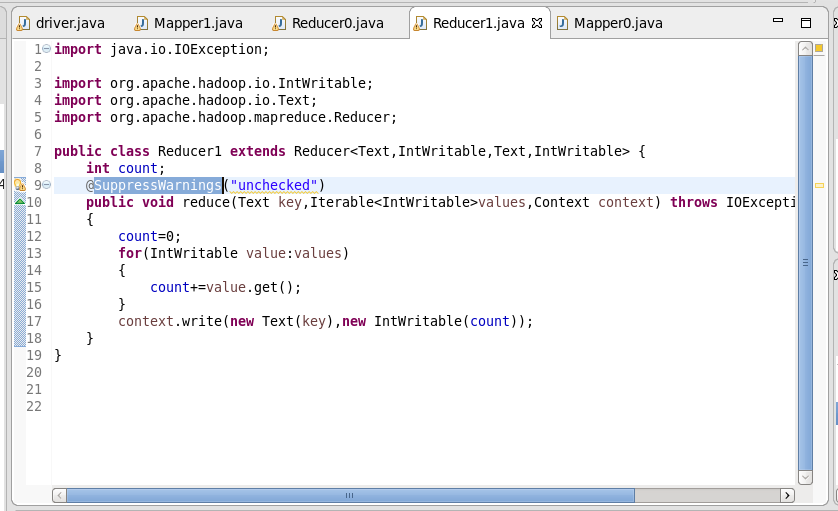 driver.java Mapper1.java Reducer0.java Reducer1.java Mapper0.java
1 import java.io.IOException;
2
3 import org.apache.hadoop.io.IntWritable;
4 import org.apache.hadoop.io.Text;
5 import org.apache.hadoop.mapreduce.Reducer;
6
7 public class Reducer1 extends Reducer<Text,IntWritable,Text,IntWritable> {
8 int count;
9 @SuppressWarnings("unchecked")
10 public void reduce(Text key,Iterable<IntWritable>values,Context context) throws IOExcepti
11 {
12 count=0;
13 for(IntWritable value:values)
14 {
15 count+=value.get();
16 }
17 context.write(new Text(key),new IntWritable(count));
18 }
19 }
20
21
22